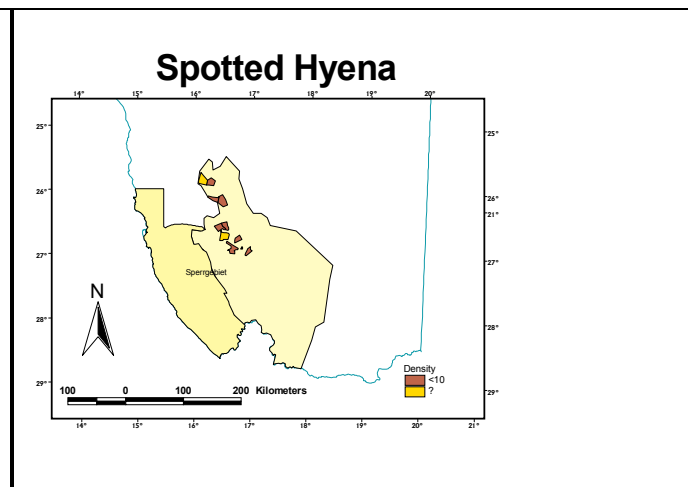 Spotted Hyena
14° 15° 16° 17° 18° 19° 20°
25° 25°
26° 26°
21°
27° 27°
Sperrgebiet
N
28° 28°
Density
<10
?
29° 29°
100 0 100 200 Kilometers
14° 15° 16° 17° 18° 19° 20° 21°